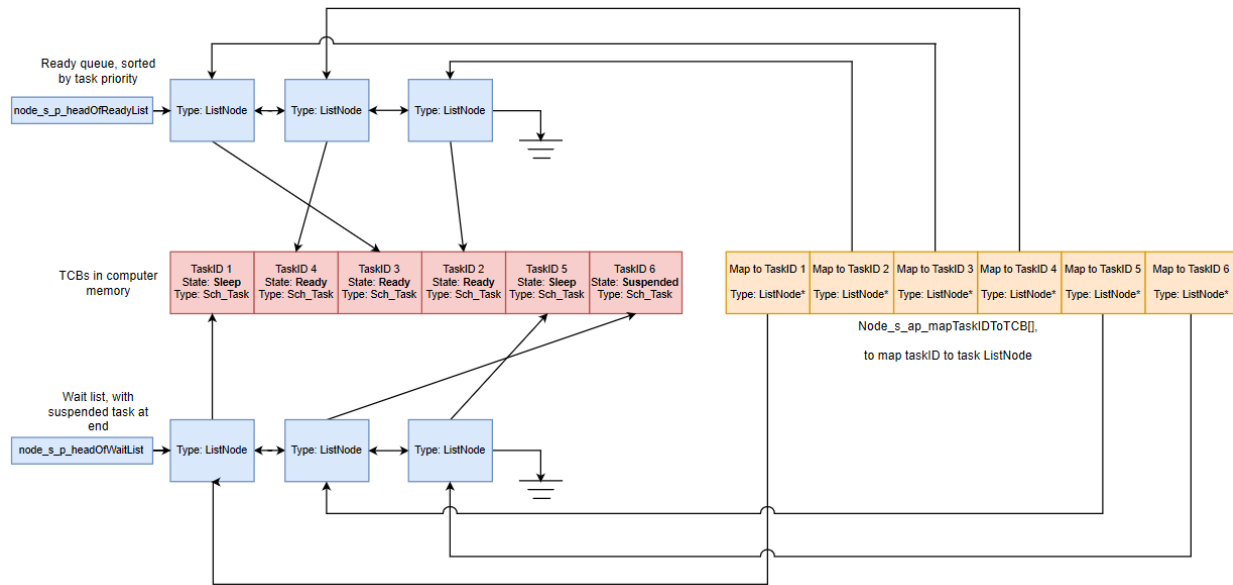 Ready queue, sorted
by task priority
node_s_p_headOfReadyList
Type: ListNode
Type: ListNode
Type: ListNode
TCBs in computer
memory
TaskID 1
State: Sleep
Type: Sch_Task
TaskID 4
State: Ready
Type: Sch_Task
TaskID 3
State: Ready
Type: Sch_Task
TaskID 2
State: Ready
Type: Sch_Task
TaskID 5
State: Sleep
Type: Sch_Task
TaskID 6
State: Suspended
Type: Sch_Task
Map to TaskID 1
Type: ListNode*
Map to TaskID 2
Type: ListNode*
Map to TaskID 3
Type: ListNode*
Map to TaskID 4
Type: ListNode*
Map to TaskID 5
Type: ListNode*
Map to TaskID 6
Type: ListNode*
Node_s_ap_mapTaskIDToTCB[],
to map taskID to task ListNode
Wait list, with
suspended task at
end
node_s_p_headOfWaitList
Type: ListNode
Type: ListNode
Type: ListNode